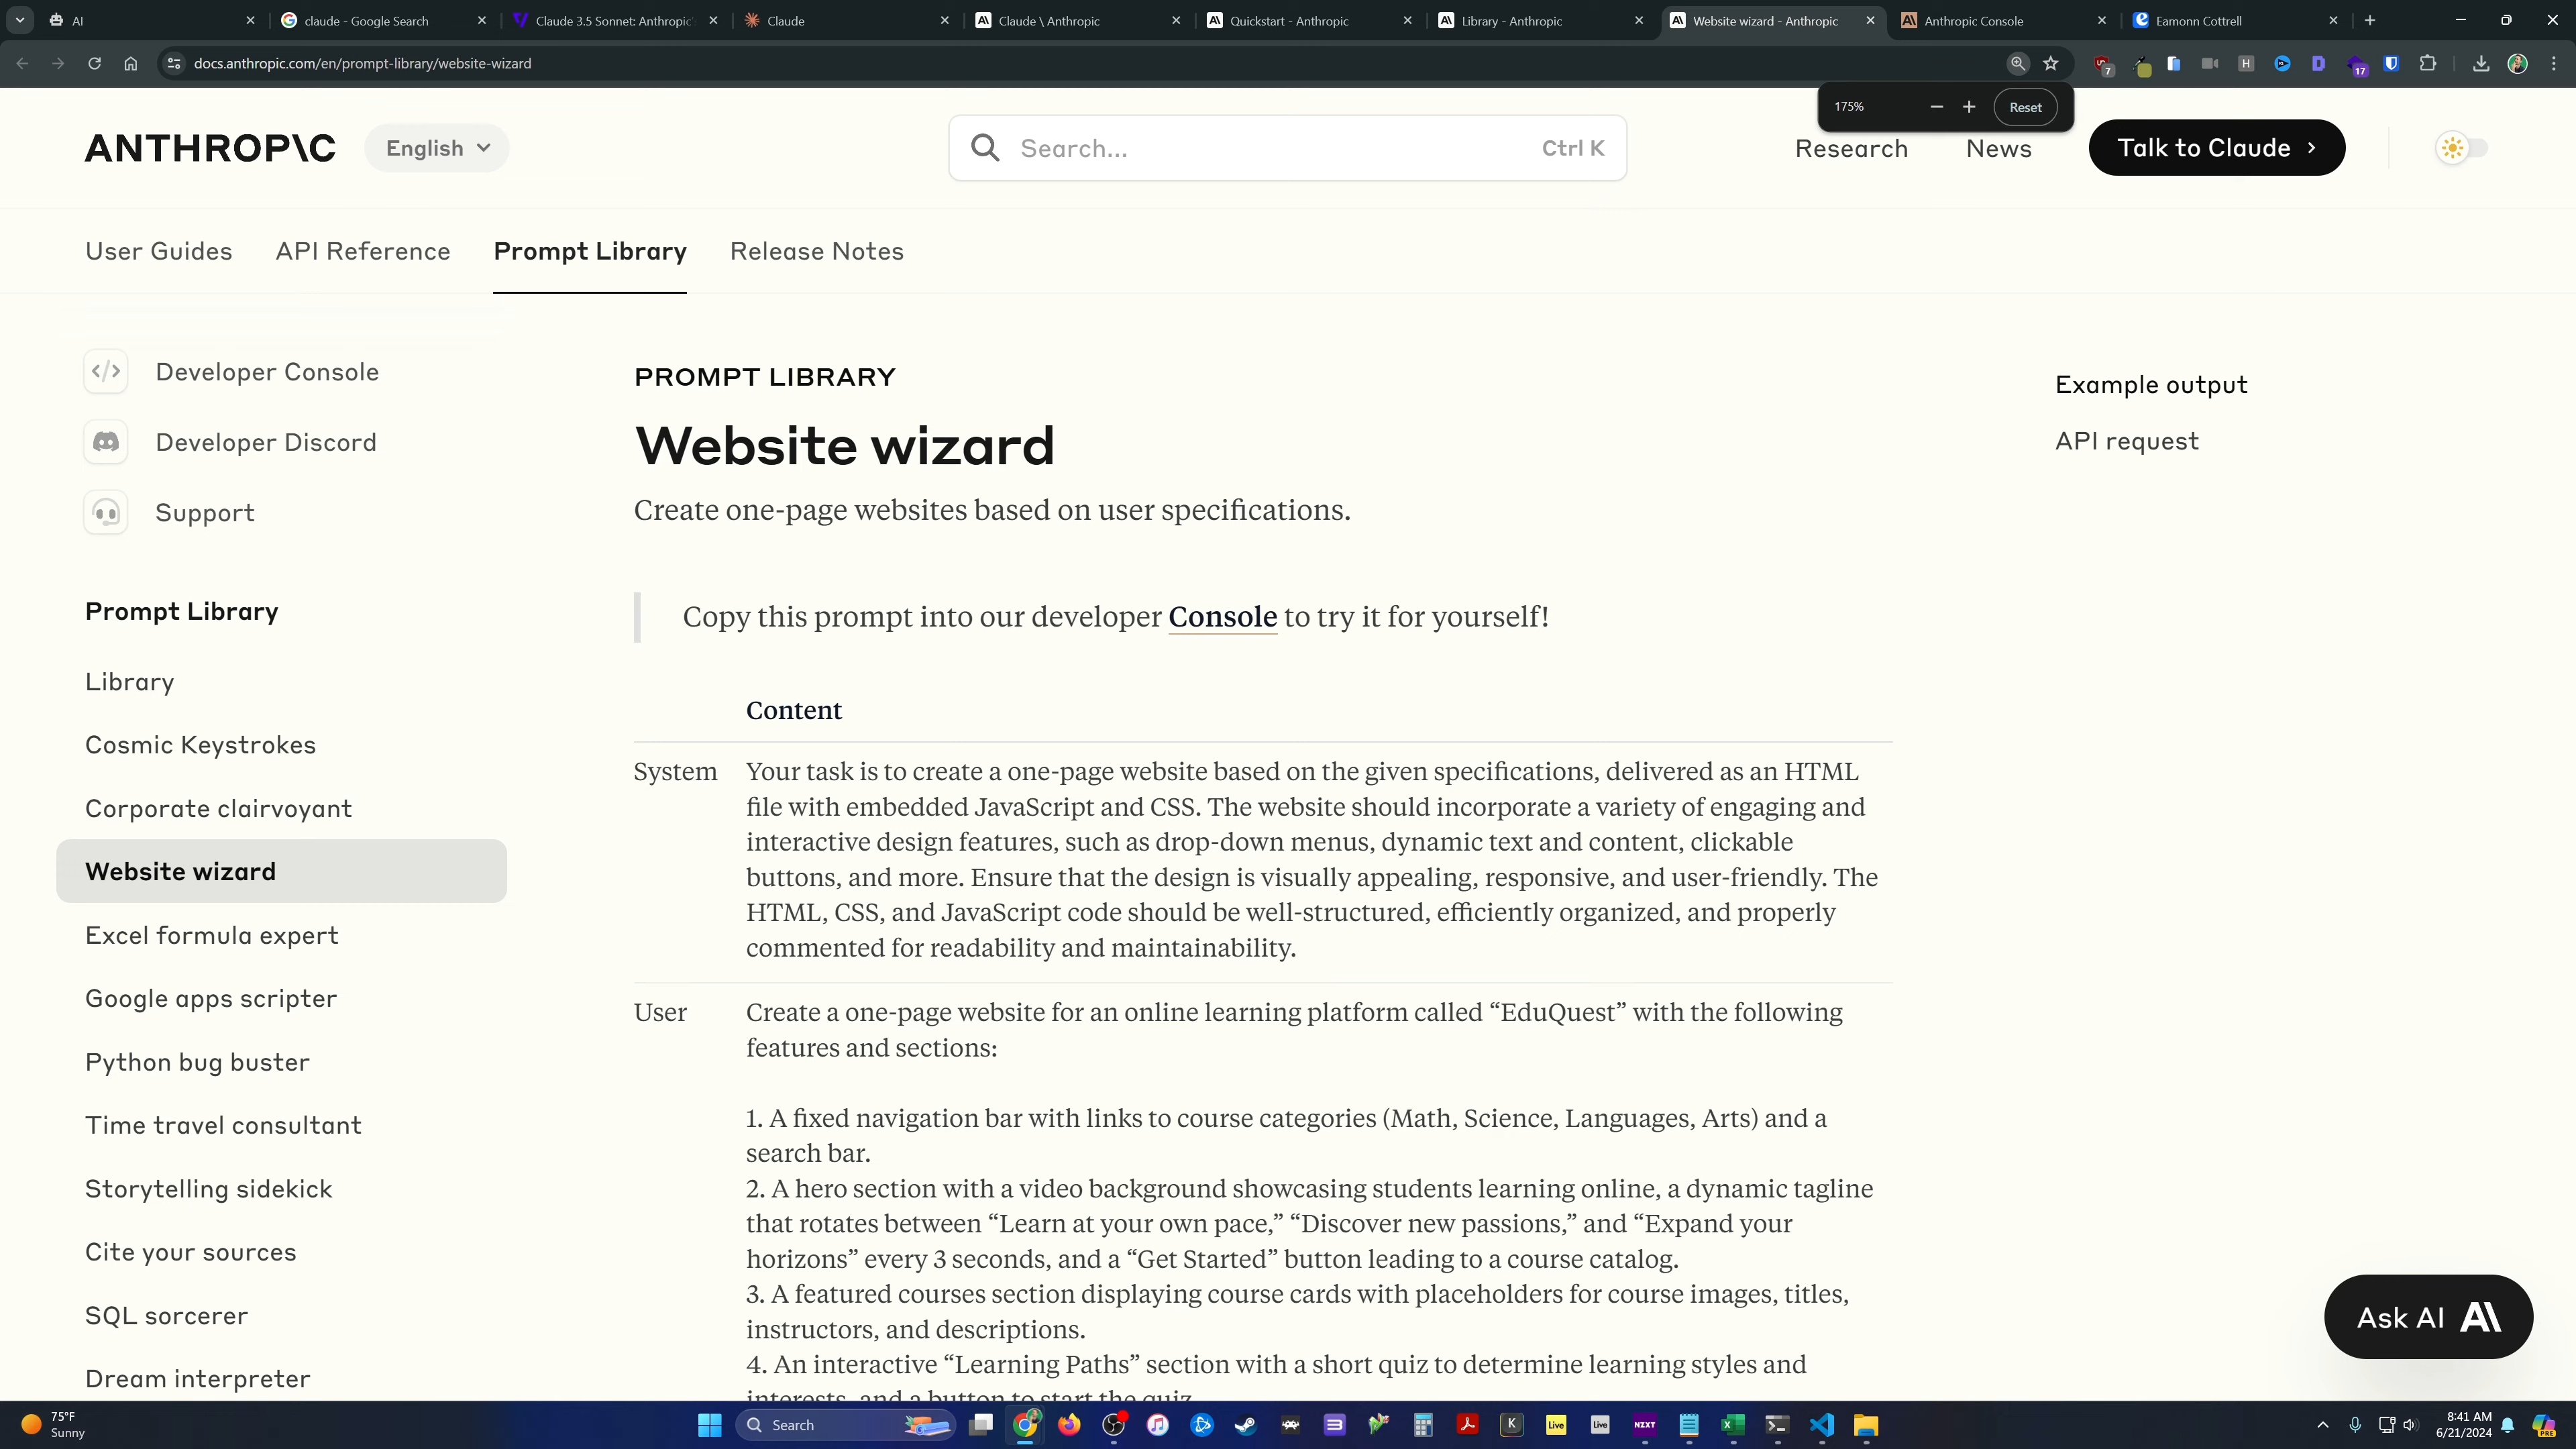 AI
claude - Google Search
Claude 3.5 Sonnet: Anthropic'
Claude
Claude \ Anthropic
Quickstart - Anthropic
Library - Anthropic
Website wizard - Anthropic
Anthropic Console
Eamonn Cottrell
docs.anthropic.com/en/prompt-library/website-wizard
7
H
D
17
175%
Reset
ANTHROP\C
English
Search...
Ctrl K
Research
News
Talk to Claude
User Guides
API Reference
Prompt Library
Release Notes
Developer Console
Developer Discord
Support
Prompt Library
Library
Cosmic Keystrokes
Corporate clairvoyant
Website wizard
Excel formula expert
Google apps scripter
Python bug buster
Time travel consultant
Storytelling sidekick
Cite your sources
SQL sorcerer
Dream interpreter
PROMPT LIBRARY
Website wizard
Create one-page websites based on user specifications.
Copy this prompt into our developer Console to try it for yourself!
Content
System
Your task is to create a one-page website based on the given specifications, delivered as an HTML
file with embedded JavaScript and CSS. The website should incorporate a variety of engaging and
interactive design features, such as drop-down menus, dynamic text and content, clickable
buttons, and more. Ensure that the design is visually appealing, responsive, and user-friendly. The
HTML, CSS, and JavaScript code should be well-structured, efficiently organized, and properly
commented for readability and maintainability.
User
Create a one-page website for an online learning platform called “EduQuest” with the following
features and sections:
1. A fixed navigation bar with links to course categories (Math, Science, Languages, Arts) and a
search bar.
2. A hero section with a video background showcasing students learning online, a dynamic tagline
that rotates between “Learn at your own pace,” “Discover new passions,” and “Expand your
horizons” every 3 seconds, and a “Get Started” button leading to a course catalog.
3. A featured courses section displaying course cards with placeholders for course images, titles,
instructors, and descriptions.
4. An interactive “Learning Paths” section with a short quiz to determine learning styles and
interests, and a button to start the quiz.
Example output
API request
Ask AI
75°F
Sunny
Search
K
Live
Live
NZXT
8:41 AM
6/21/2024
PRE